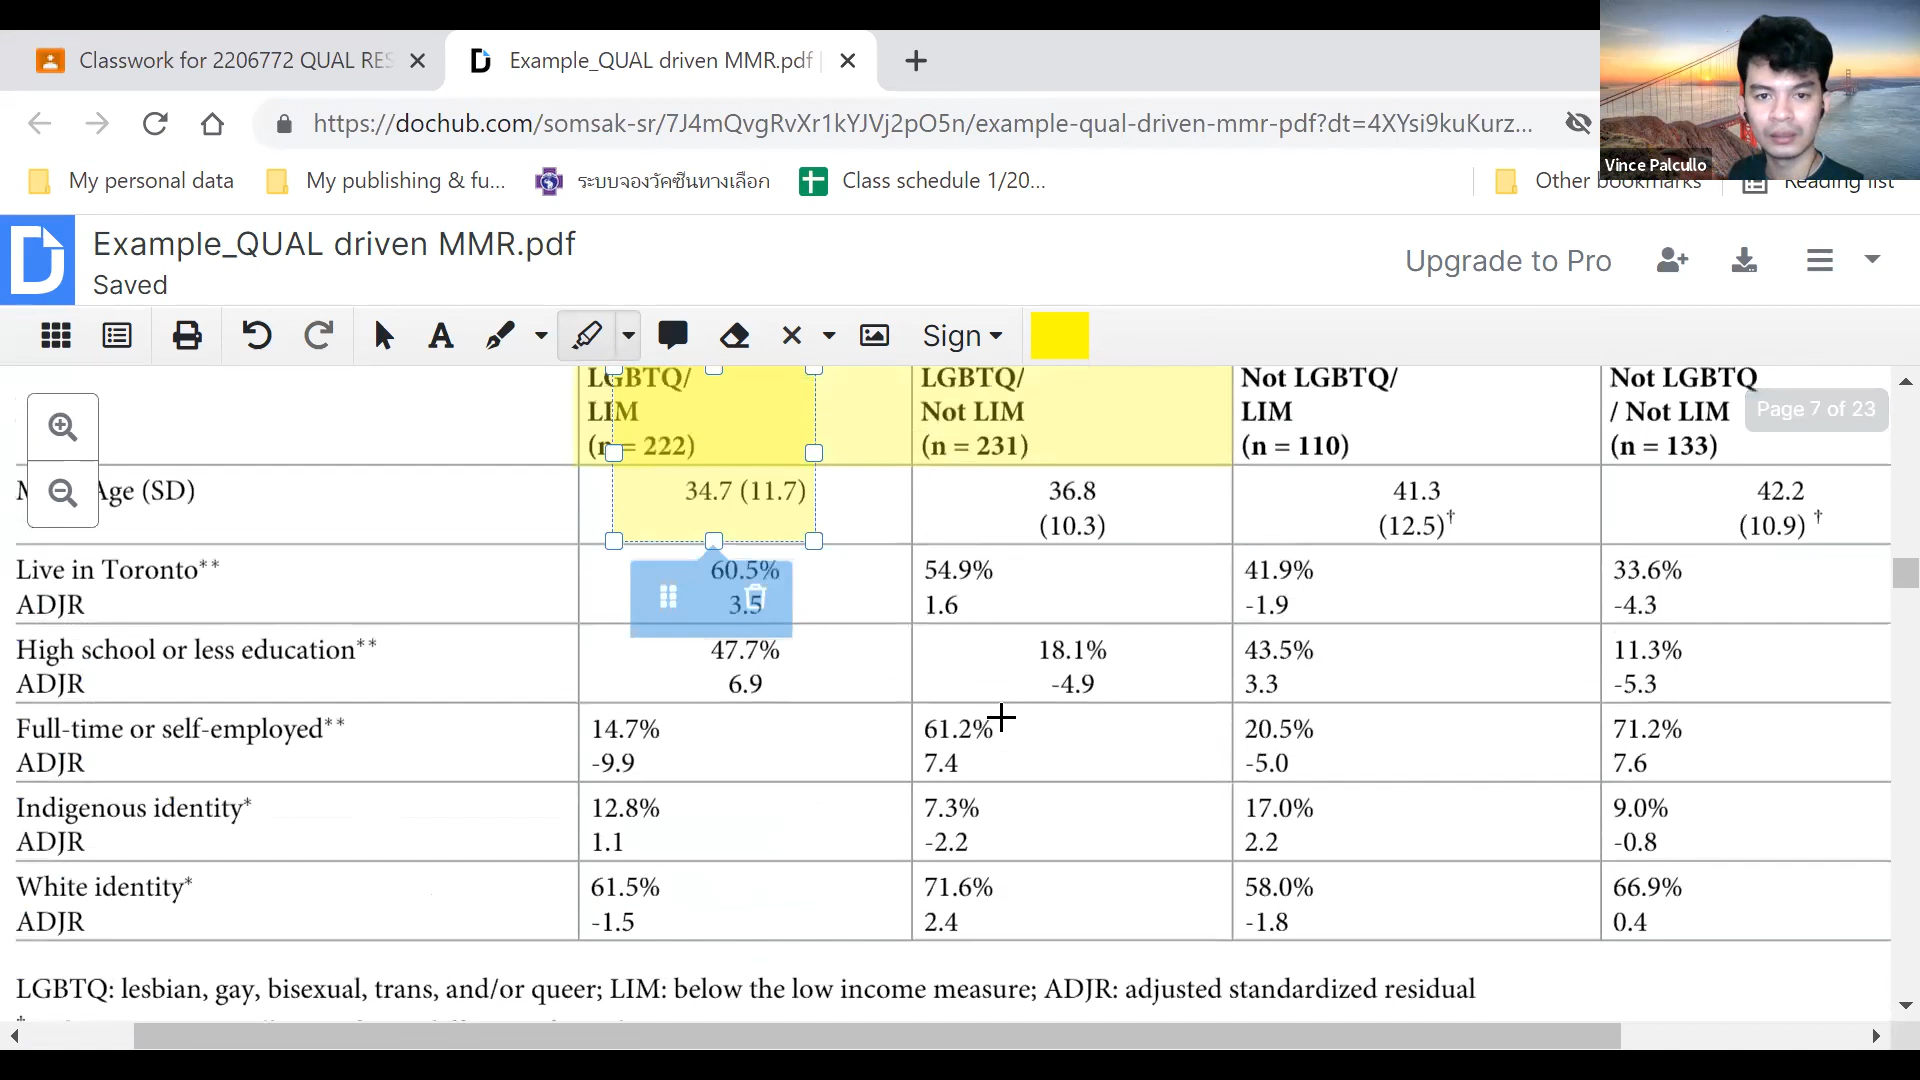 Classwork for 2206772 QUAL RES
Example_QUAL driven MMR.pdf
https://dochub.com/somsak-sr/7J4mQvgRvXr1kYJVj2pO5n/example-qual-driven-mmr-pdf?dt=4XYsi9kuKurz...
Vince Palcullo
My personal data
My publishing & fu...
ระบบจองวัคซีนทางเลือก
Class schedule 1/20...
Other bookmarks
Reading list
Example_QUAL driven MMR.pdf
Saved
Upgrade to Pro
Sign
Page 7 of 23
LGBTQ/ LGBTQ/ Not LGBTQ/ Not LGBTQ
LIM Not LIM LIM / Not LIM
(n = 222) (n = 231) (n = 110) (n = 133)
Age (SD) 34.7 (11.7) 36.8 41.3 42.2
(10.3) (12.5)† (10.9) †
Live in Toronto** 60.5% 54.9% 41.9% 33.6%
ADJR 3.5 1.6 -1.9 -4.3
High school or less education** 47.7% 18.1% 43.5% 11.3%
ADJR 6.9 -4.9 3.3 -5.3
Full-time or self-employed** 14.7% 61.2% 20.5% 71.2%
ADJR -9.9 7.4 -5.0 7.6
Indigenous identity* 12.8% 7.3% 17.0% 9.0%
ADJR 1.1 -2.2 2.2 -0.8
White identity* 61.5% 71.6% 58.0% 66.9%
ADJR -1.5 2.4 -1.8 0.4
LGBTQ: lesbian, gay, bisexual, trans, and/or queer; LIM: below the low income measure; ADJR: adjusted standardized residual